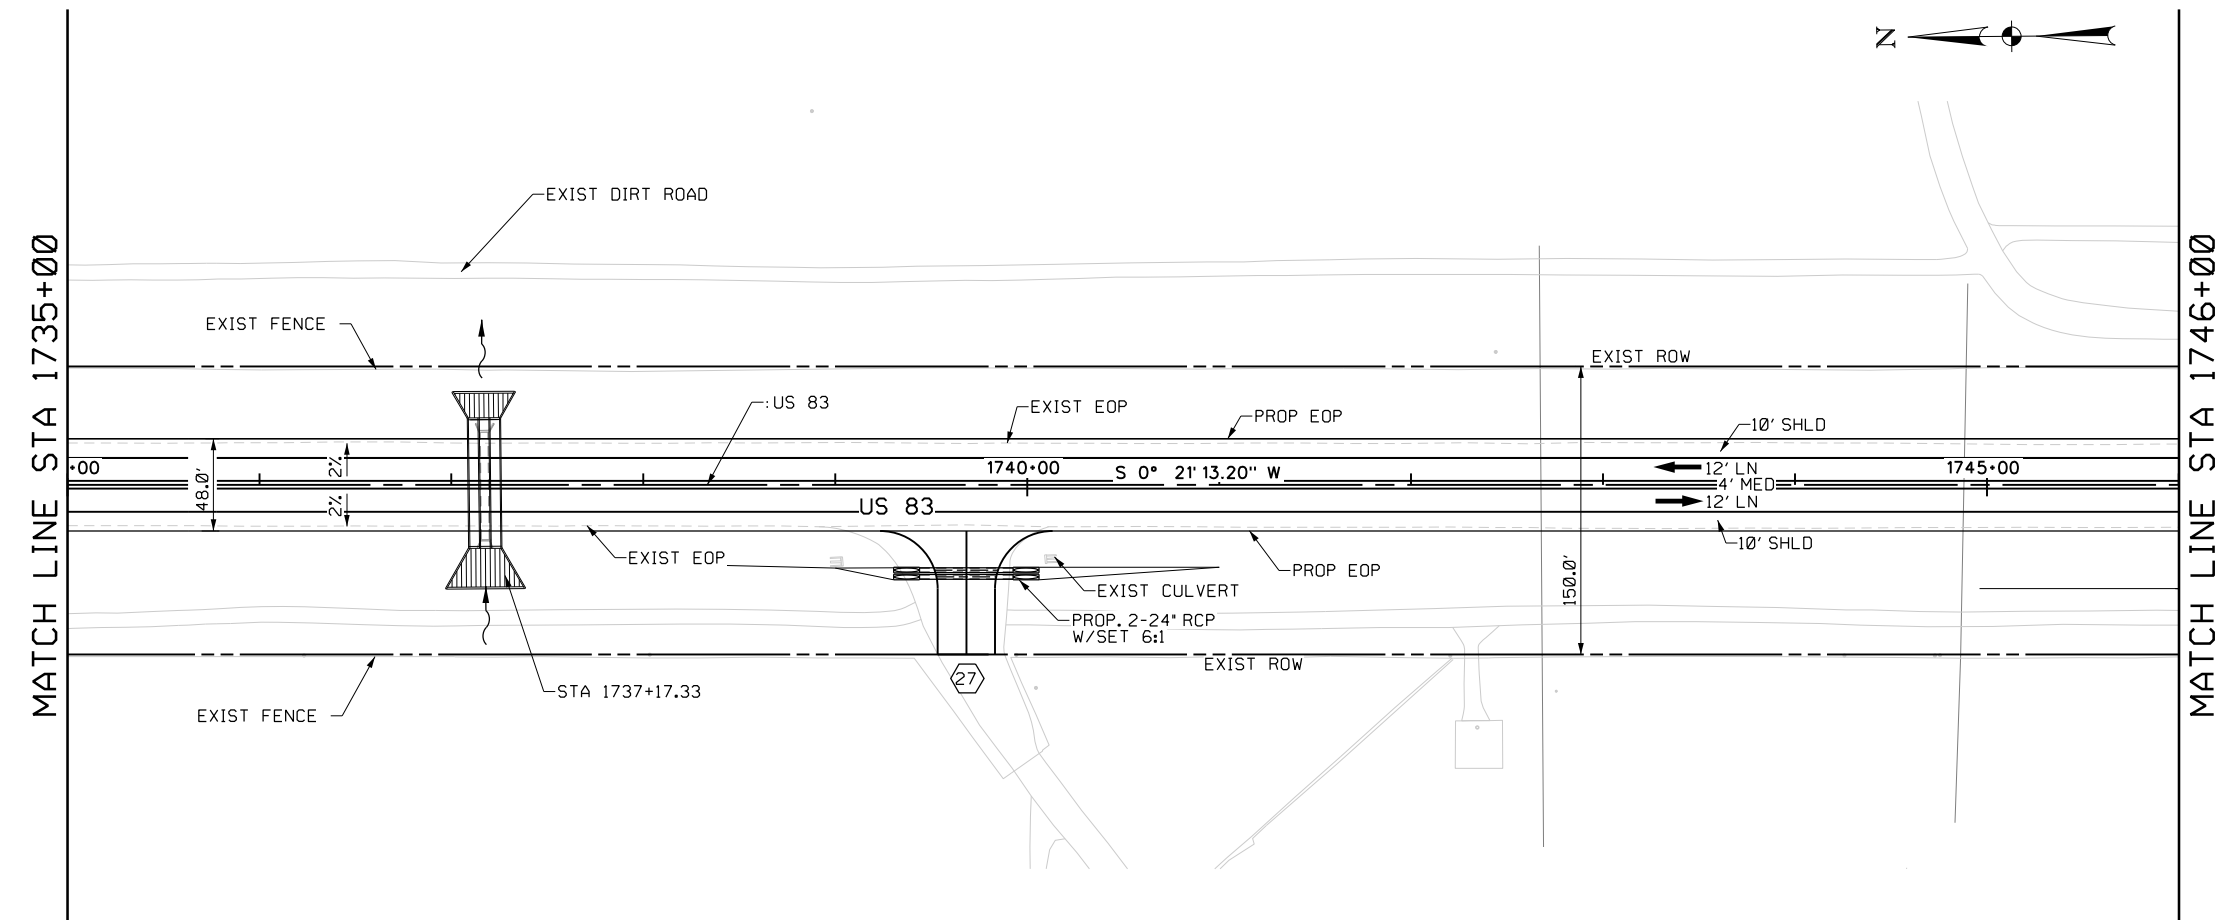 N
MATCH LINE STA 1735+00
MATCH LINE STA 1746+00
EXIST DIRT ROAD
EXIST FENCE
EXIST ROW
:US 83
EXIST EOP
PROP EOP
10' SHLD
+00
48.0'
2%
2%
1740+00
S 0° 21' 13.20" W
12' LN
4' MED
12' LN
1745+00
US 83
EXIST EOP
10' SHLD
PROP EOP
150.0'
EXIST CULVERT
PROP. 2-24" RCP
W/SET 6:1
EXIST ROW
27
STA 1737+17.33
EXIST FENCE